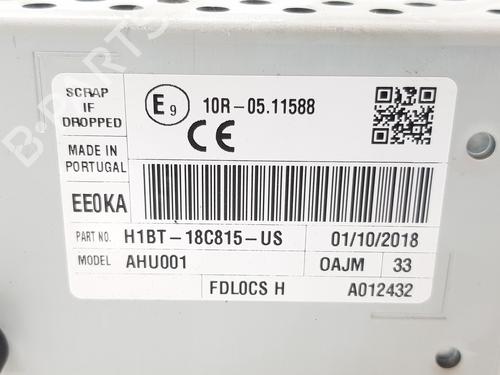 B-PARTS
SCRAP
IF
DROPPED
E9
10R-05.11588
CE
MADE IN
PORTUGAL
EE0KA
PART NO. H1BT-18C815-US 01/10/2018
MODEL AHU001 OAJM 33
FDL0CS H A012432